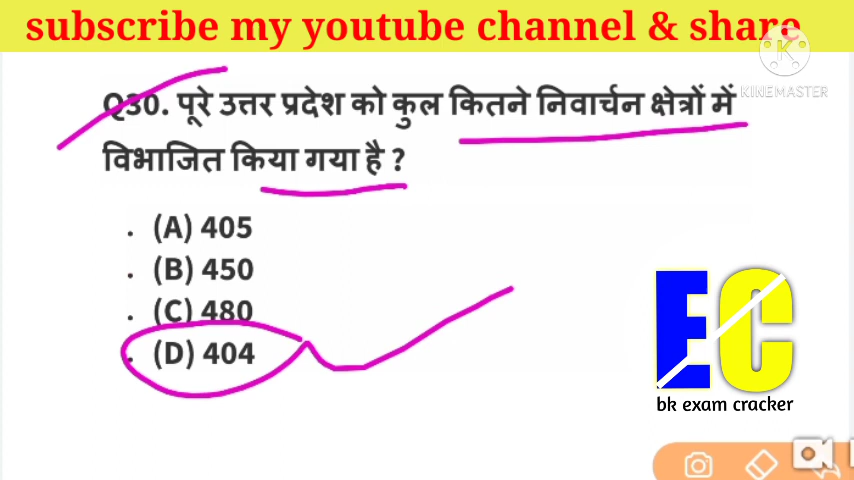 subscribe my youtube channel & share
KINEMASTER
Q30. पूरे उत्तर प्रदेश को कुल कितने निवार्चन क्षेत्रों में
विभाजित किया गया है ?
(A) 405
(B) 450
(C) 480
(D) 404
EC
bk exam cracker